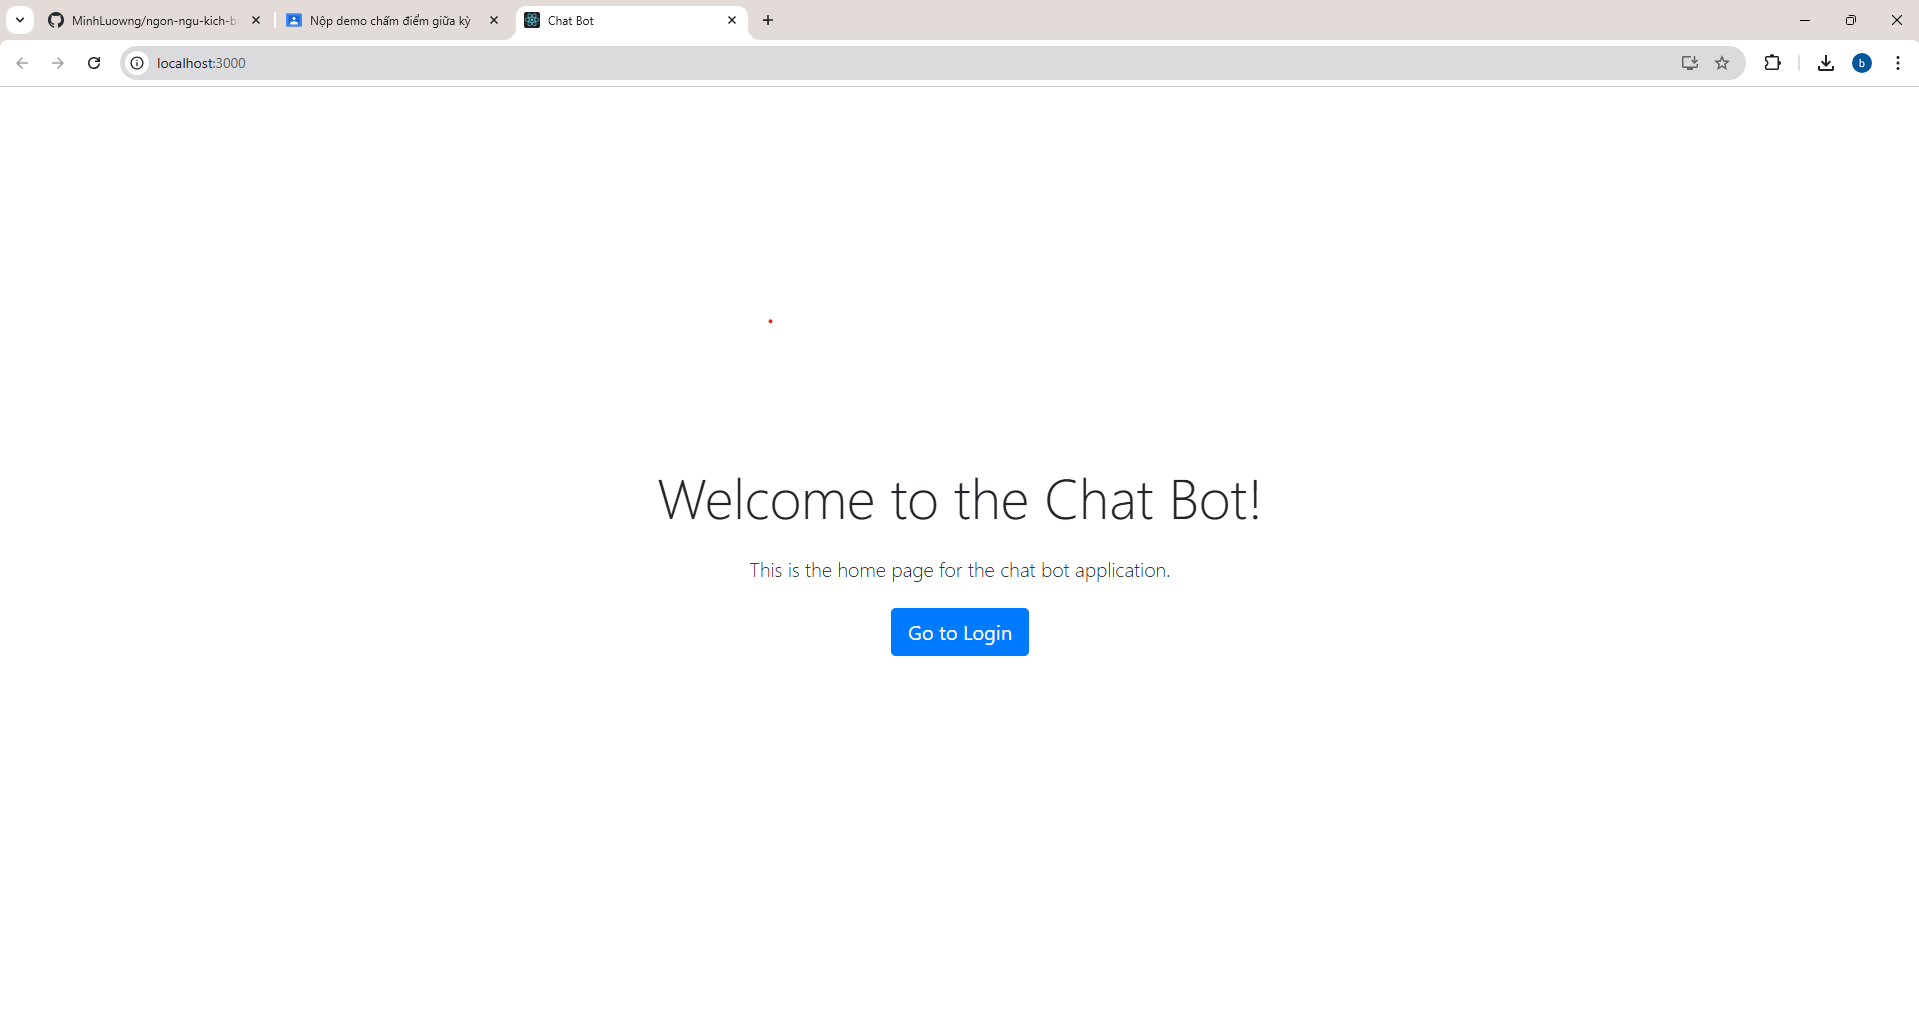 MinhLuowng/ngon-ngu-kich-b
Nộp demo chấm điểm giữa kỳ
Chat Bot
localhost:3000
b
Welcome to the Chat Bot!
This is the home page for the chat bot application.
Go to Login